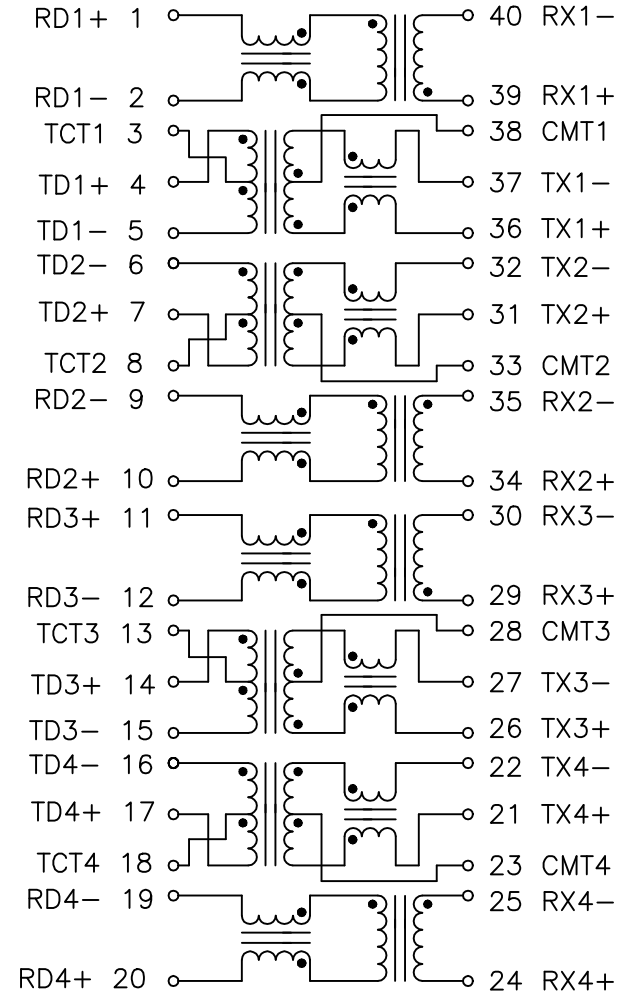 RD1+ 1 40 RX1−
RD1− 2 39 RX1+
TCT1 3 38 CMT1
TD1+ 4 37 TX1−
TD1− 5 36 TX1+
TD2− 6 32 TX2−
TD2+ 7 31 TX2+
TCT2 8 33 CMT2
RD2− 9 35 RX2−
RD2+ 10 34 RX2+
RD3+ 11 30 RX3−
RD3− 12 29 RX3+
TCT3 13 28 CMT3
TD3+ 14 27 TX3−
TD3− 15 26 TX3+
TD4− 16 22 TX4−
TD4+ 17 21 TX4+
TCT4 18 23 CMT4
RD4− 19 25 RX4−
RD4+ 20 24 RX4+